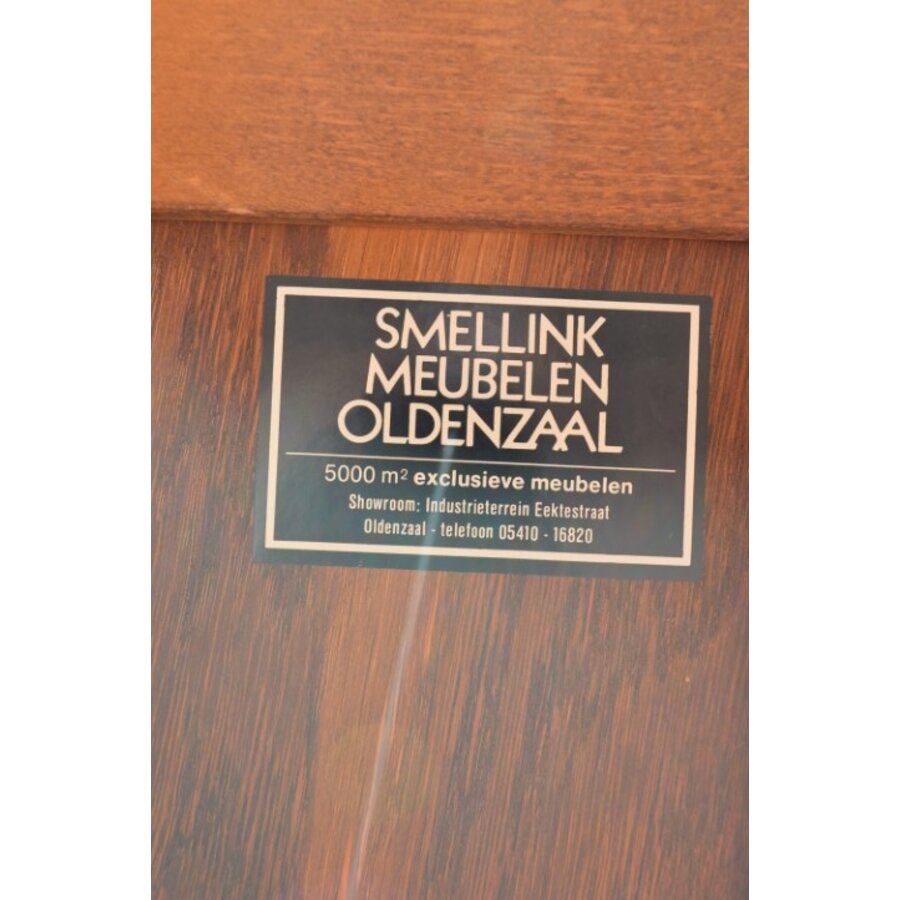 SMELLINK
MEUBELEN
OLDENZAAL
5000 m² exclusieve meubelen
Showroom: Industrieterrein Eektestraat
Oldenzaal - telefoon 05410 - 16820